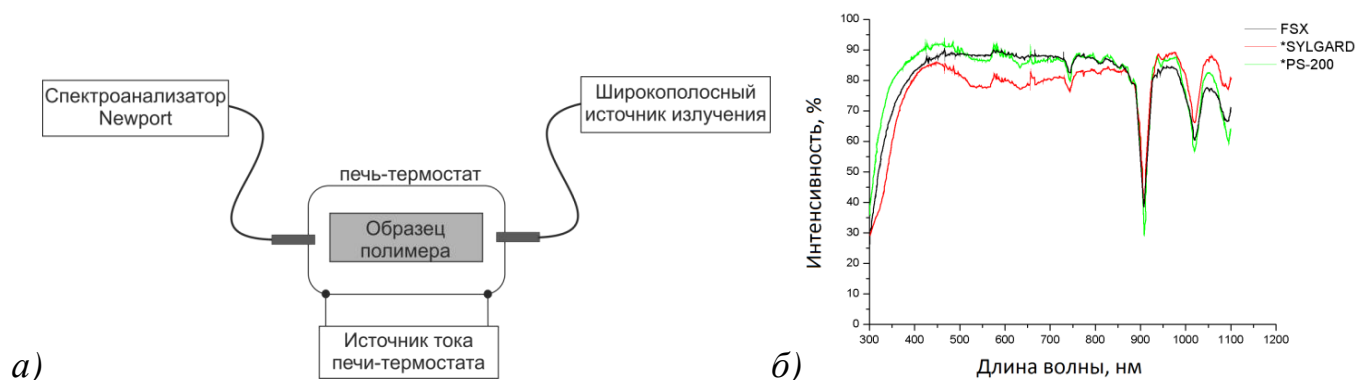 Спектроанализатор
Newport
Широкополосный
источник излучения
печь-термостат
Образец
полимера
Источник тока
печи-термостата
а)
Интенсивность, %
100
90
80
70
60
50
40
30
20
10
0
300 400 500 600 700 800 900 1000 1100 1200
Длина волны, нм
FSX
*SYLGARD
*PS-200
б)